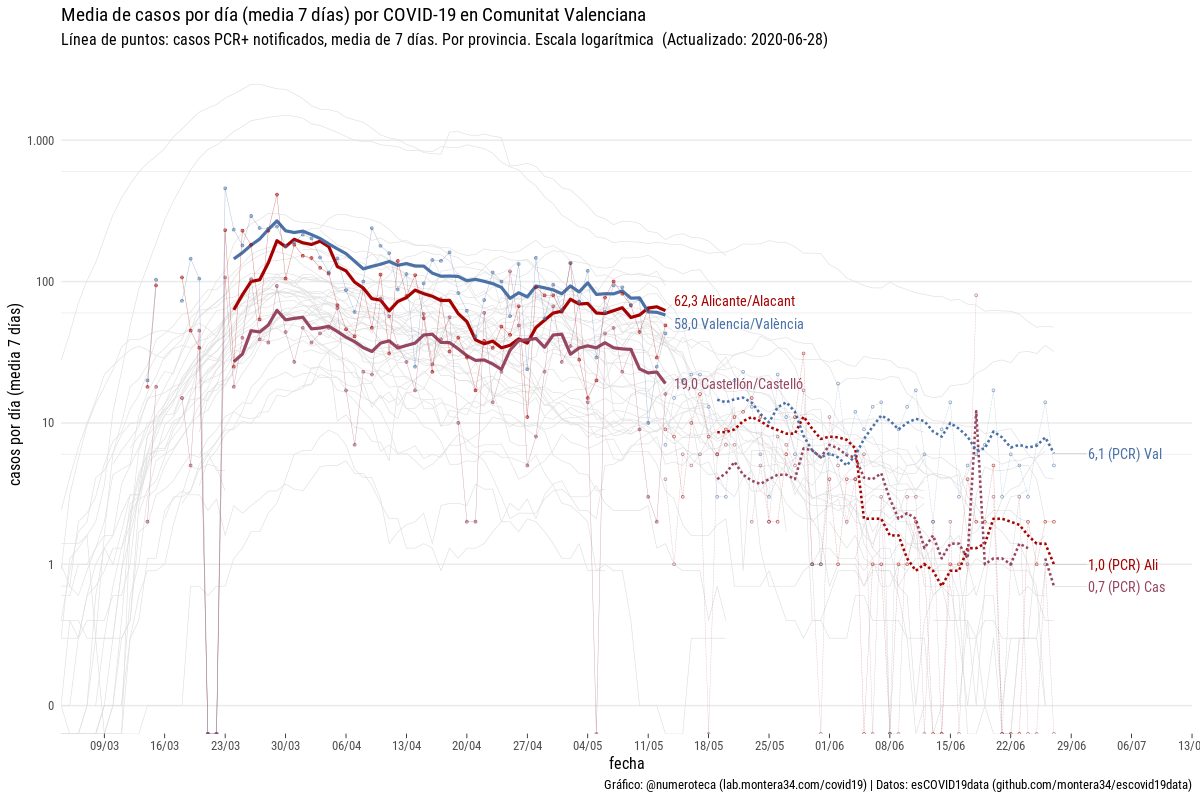 Media de casos por día (media 7 días) por COVID-19 en Comunitat Valenciana
Línea de puntos: casos PCR+ notificados, media de 7 días. Por provincia. Escala logarítmica (Actualizado: 2020-06-28)
casos por día (media 7 días)
1.000
100
10
1
0
62,3 Alicante/Alacant
58,0 Valencia/València
19,0 Castellón/Castelló
6,1 (PCR) Val
1,0 (PCR) Ali
0,7 (PCR) Cas
09/03 16/03 23/03 30/03 06/04 13/04 20/04 27/04 04/05 11/05 18/05 25/05 01/06 08/06 15/06 22/06 29/06 06/07 13/0
fecha
Gráfico: @numeroteca (lab.montera34.com/covid19) | Datos: esCOVID19data (github.com/montera34/escovid19data)